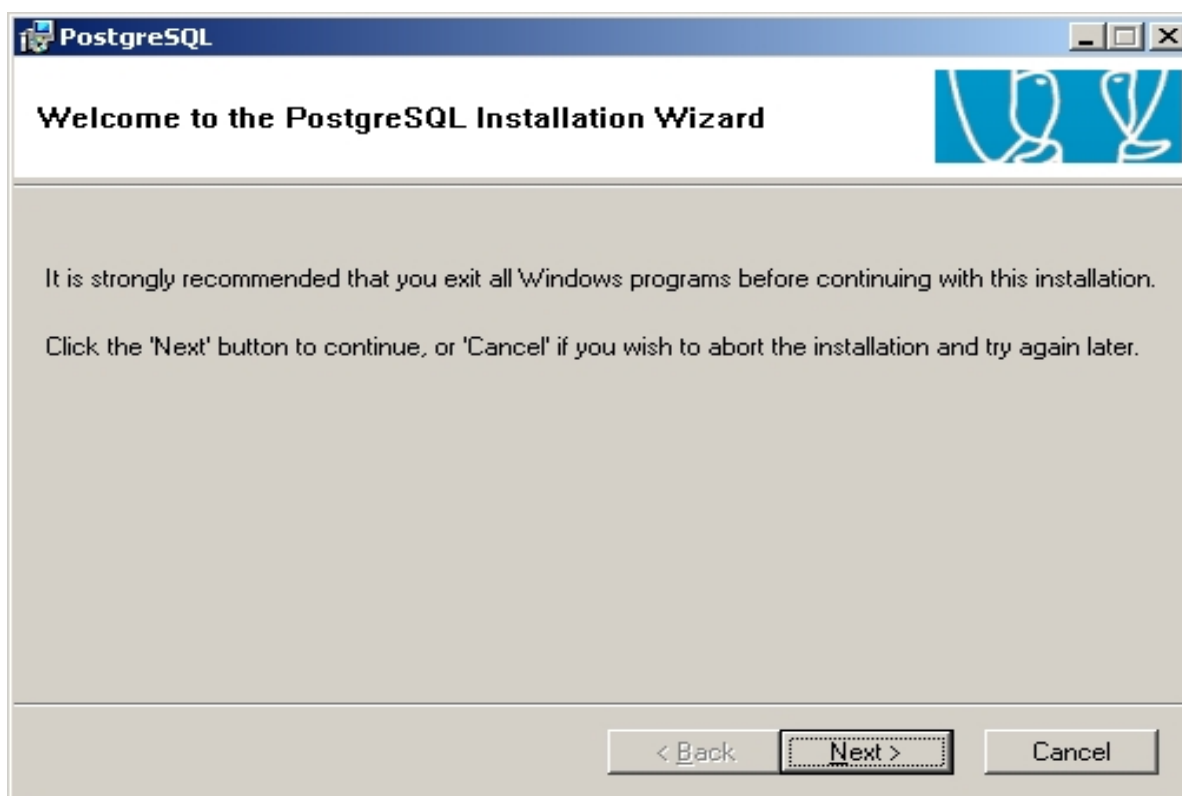 PostgreSQL
Welcome to the PostgreSQL Installation Wizard
It is strongly recommended that you exit all Windows programs before continuing with this installation.
Click the 'Next' button to continue, or 'Cancel' if you wish to abort the installation and try again later.
< Back
Next >
Cancel